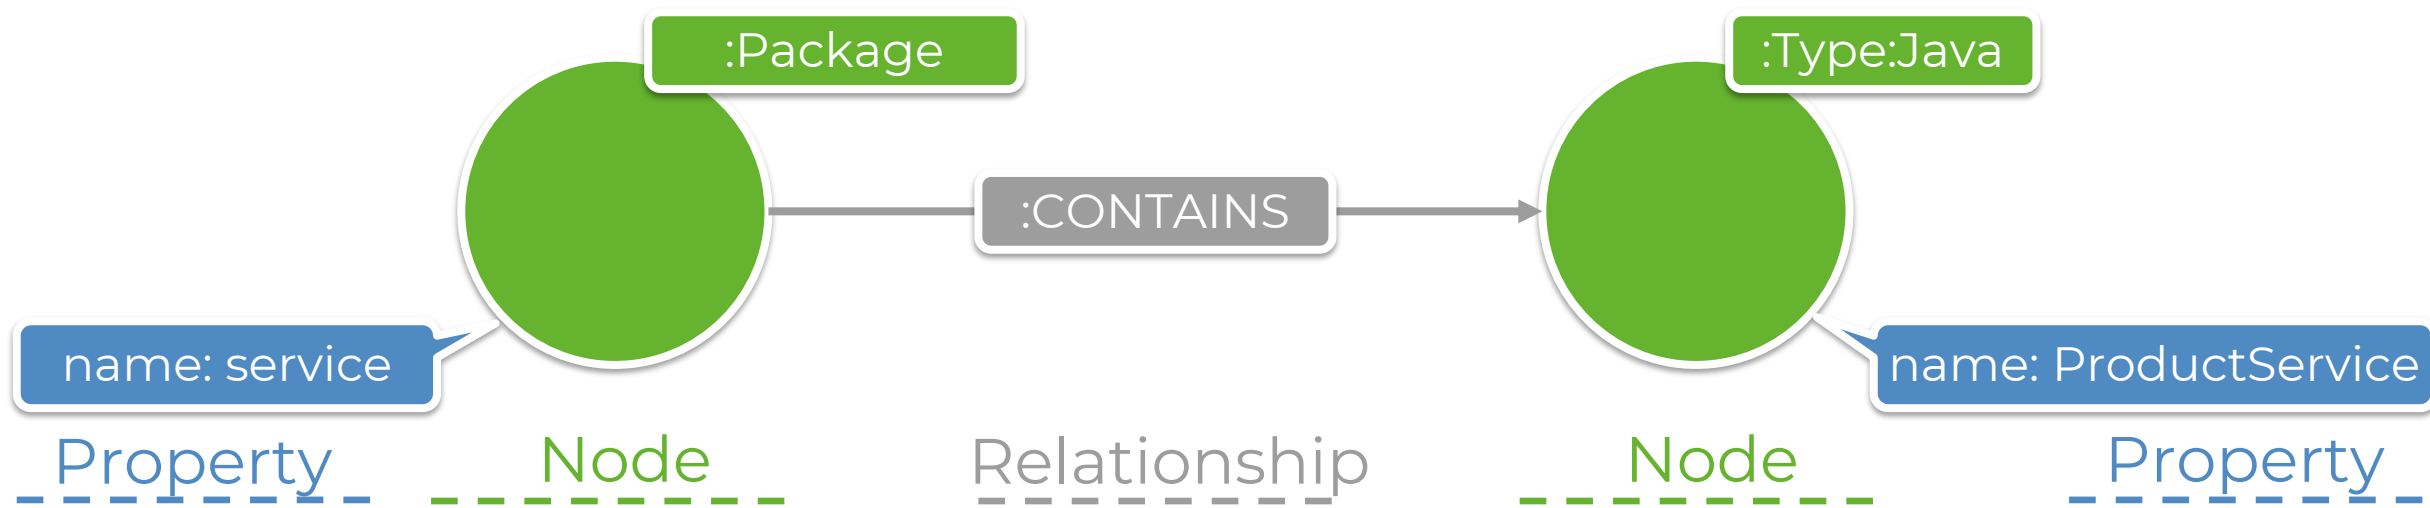 :Package
:Type:Java
:CONTAINS
name: service
name: ProductService
Property
Node
Relationship
Node
Property